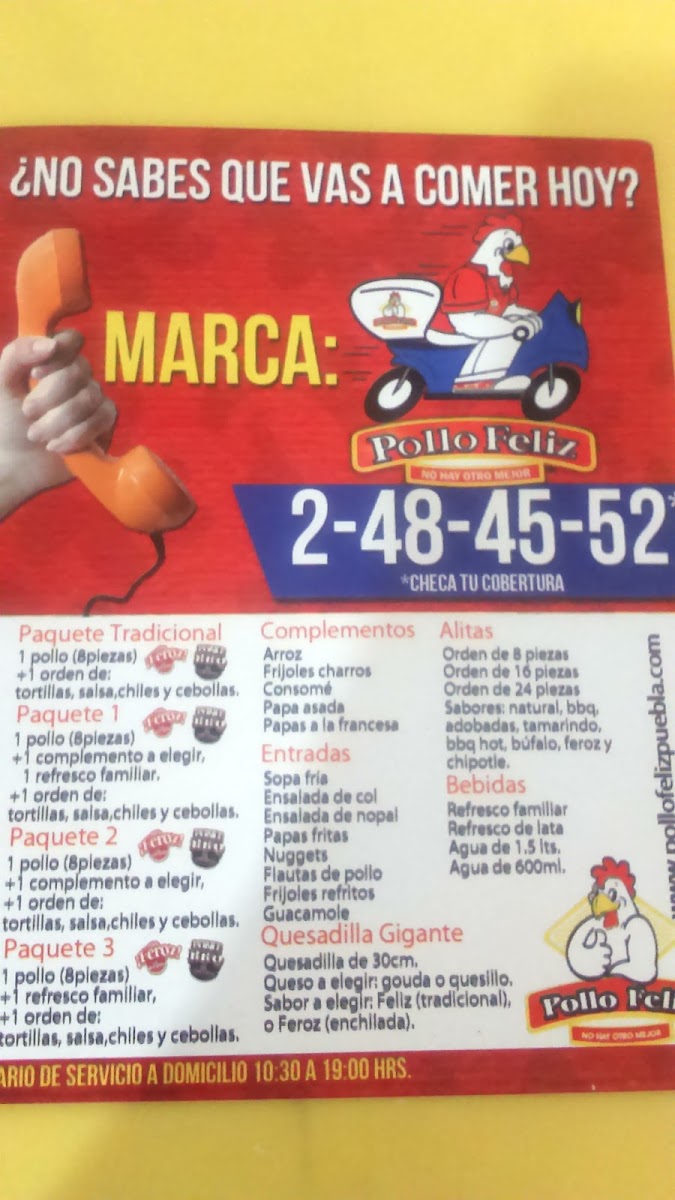 ¿NO SABES QUE VAS A COMER HOY?
MARCA:
Pollo Feliz
NO HAY OTRO MEJOR
2-48-45-52*
*CHECA TU COBERTURA
Paquete Tradicional
1 pollo (8piezas)
+1 orden de:
tortillas, salsa,chiles y cebollas.
Paquete 1
1 pollo (8piezas)
+1 complemento a elegir,
1 refresco familiar.
+1 orden de:
tortillas, salsa,chiles y cebollas.
Paquete 2
1 pollo (8piezas)
+1 complemento a elegir,
+1 orden de:
tortillas, salsa,chiles y cebollas.
Paquete 3
1 pollo (8piezas)
+1 refresco familiar,
+1 orden de:
tortillas, salsa,chiles y cebollas.
Complementos
Arroz
Frijoles charros
Consomé
Papa asada
Papas a la francesa
Entradas
Sopa fría
Ensalada de col
Ensalada de nopal
Papas fritas
Nuggets
Flautas de pollo
Frijoles refritos
Guacamole
Quesadilla Gigante
Quesadilla de 30cm.
Queso a elegir: gouda o quesillo.
Sabor a elegir: Feliz (tradicional),
o Feroz (enchilada).
Alitas
Orden de 8 piezas
Orden de 16 piezas
Orden de 24 piezas
Sabores: natural, bbq,
adobadas, tamarindo,
bbq hot, búfalo, feroz y
chipotle.
Bebidas
Refresco familiar
Refresco de lata
Agua de 1.5 lts.
Agua de 600ml.
www.pollofelizpuebla.com
Pollo Feli
NO HAY OTRO MEJOR
ARIO DE SERVICIO A DOMICILIO 10:30 A 19:00 HRS.